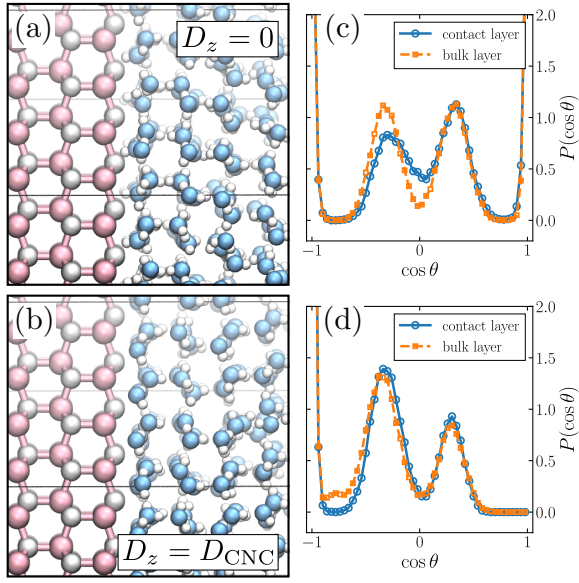 (a)
D_z = 0
(c)
contact layer
bulk layer
2.0
1.5
1.0
0.5
0.0
P(cos θ)
−1
0
1
cos θ
(b)
D_z = D_CNC
(d)
contact layer
bulk layer
2.0
1.5
1.0
0.5
0.0
P(cos θ)
−1
0
1
cos θ